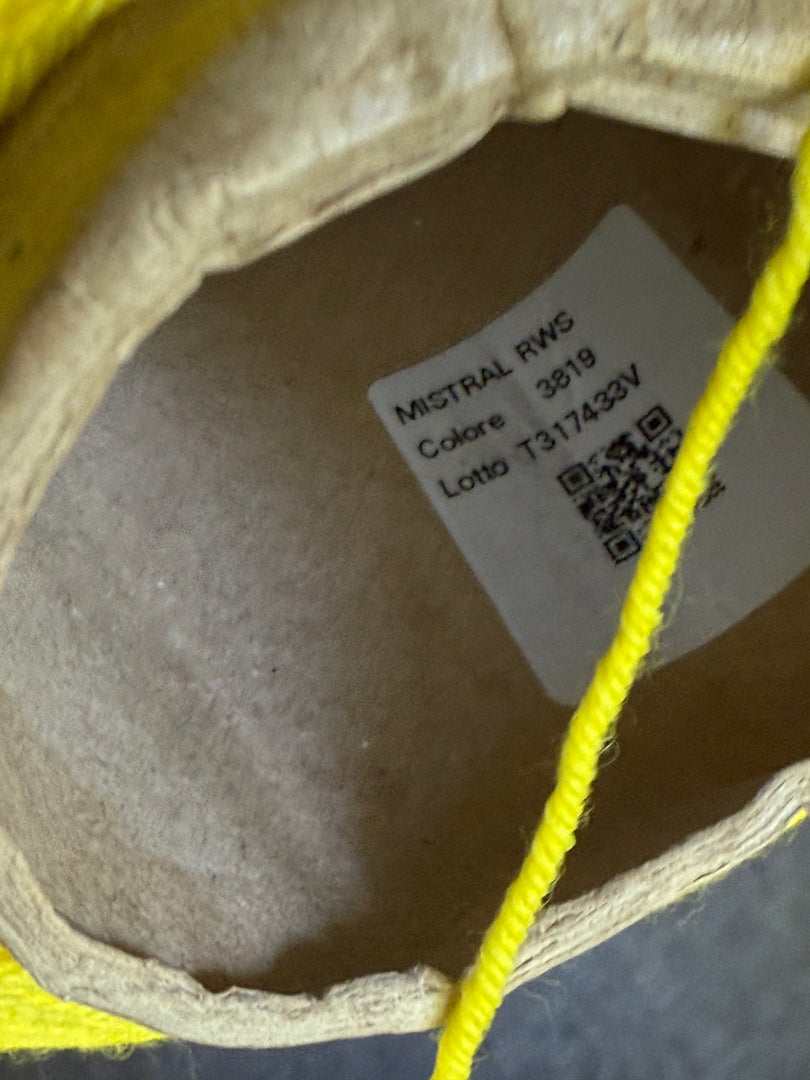 MISTRAL RWS
Colore 3819
Lotto T317433V